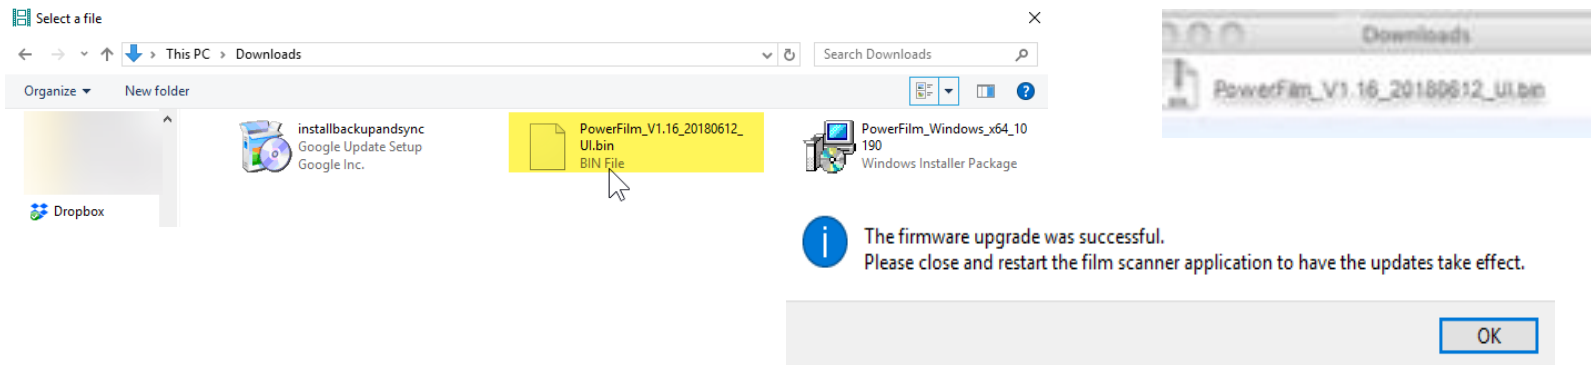 Select a file
This PC > Downloads
Search Downloads
Organize
New folder
installbackupandsync
Google Update Setup
Google Inc.
PowerFilm_V1.16_20180612_
UI.bin
BIN File
PowerFilm_Windows_x64_10
190
Windows Installer Package
Dropbox
Downloads
PowerFilm_V1.16_20180612_UI.bin
The firmware upgrade was successful.
Please close and restart the film scanner application to have the updates take effect.
OK